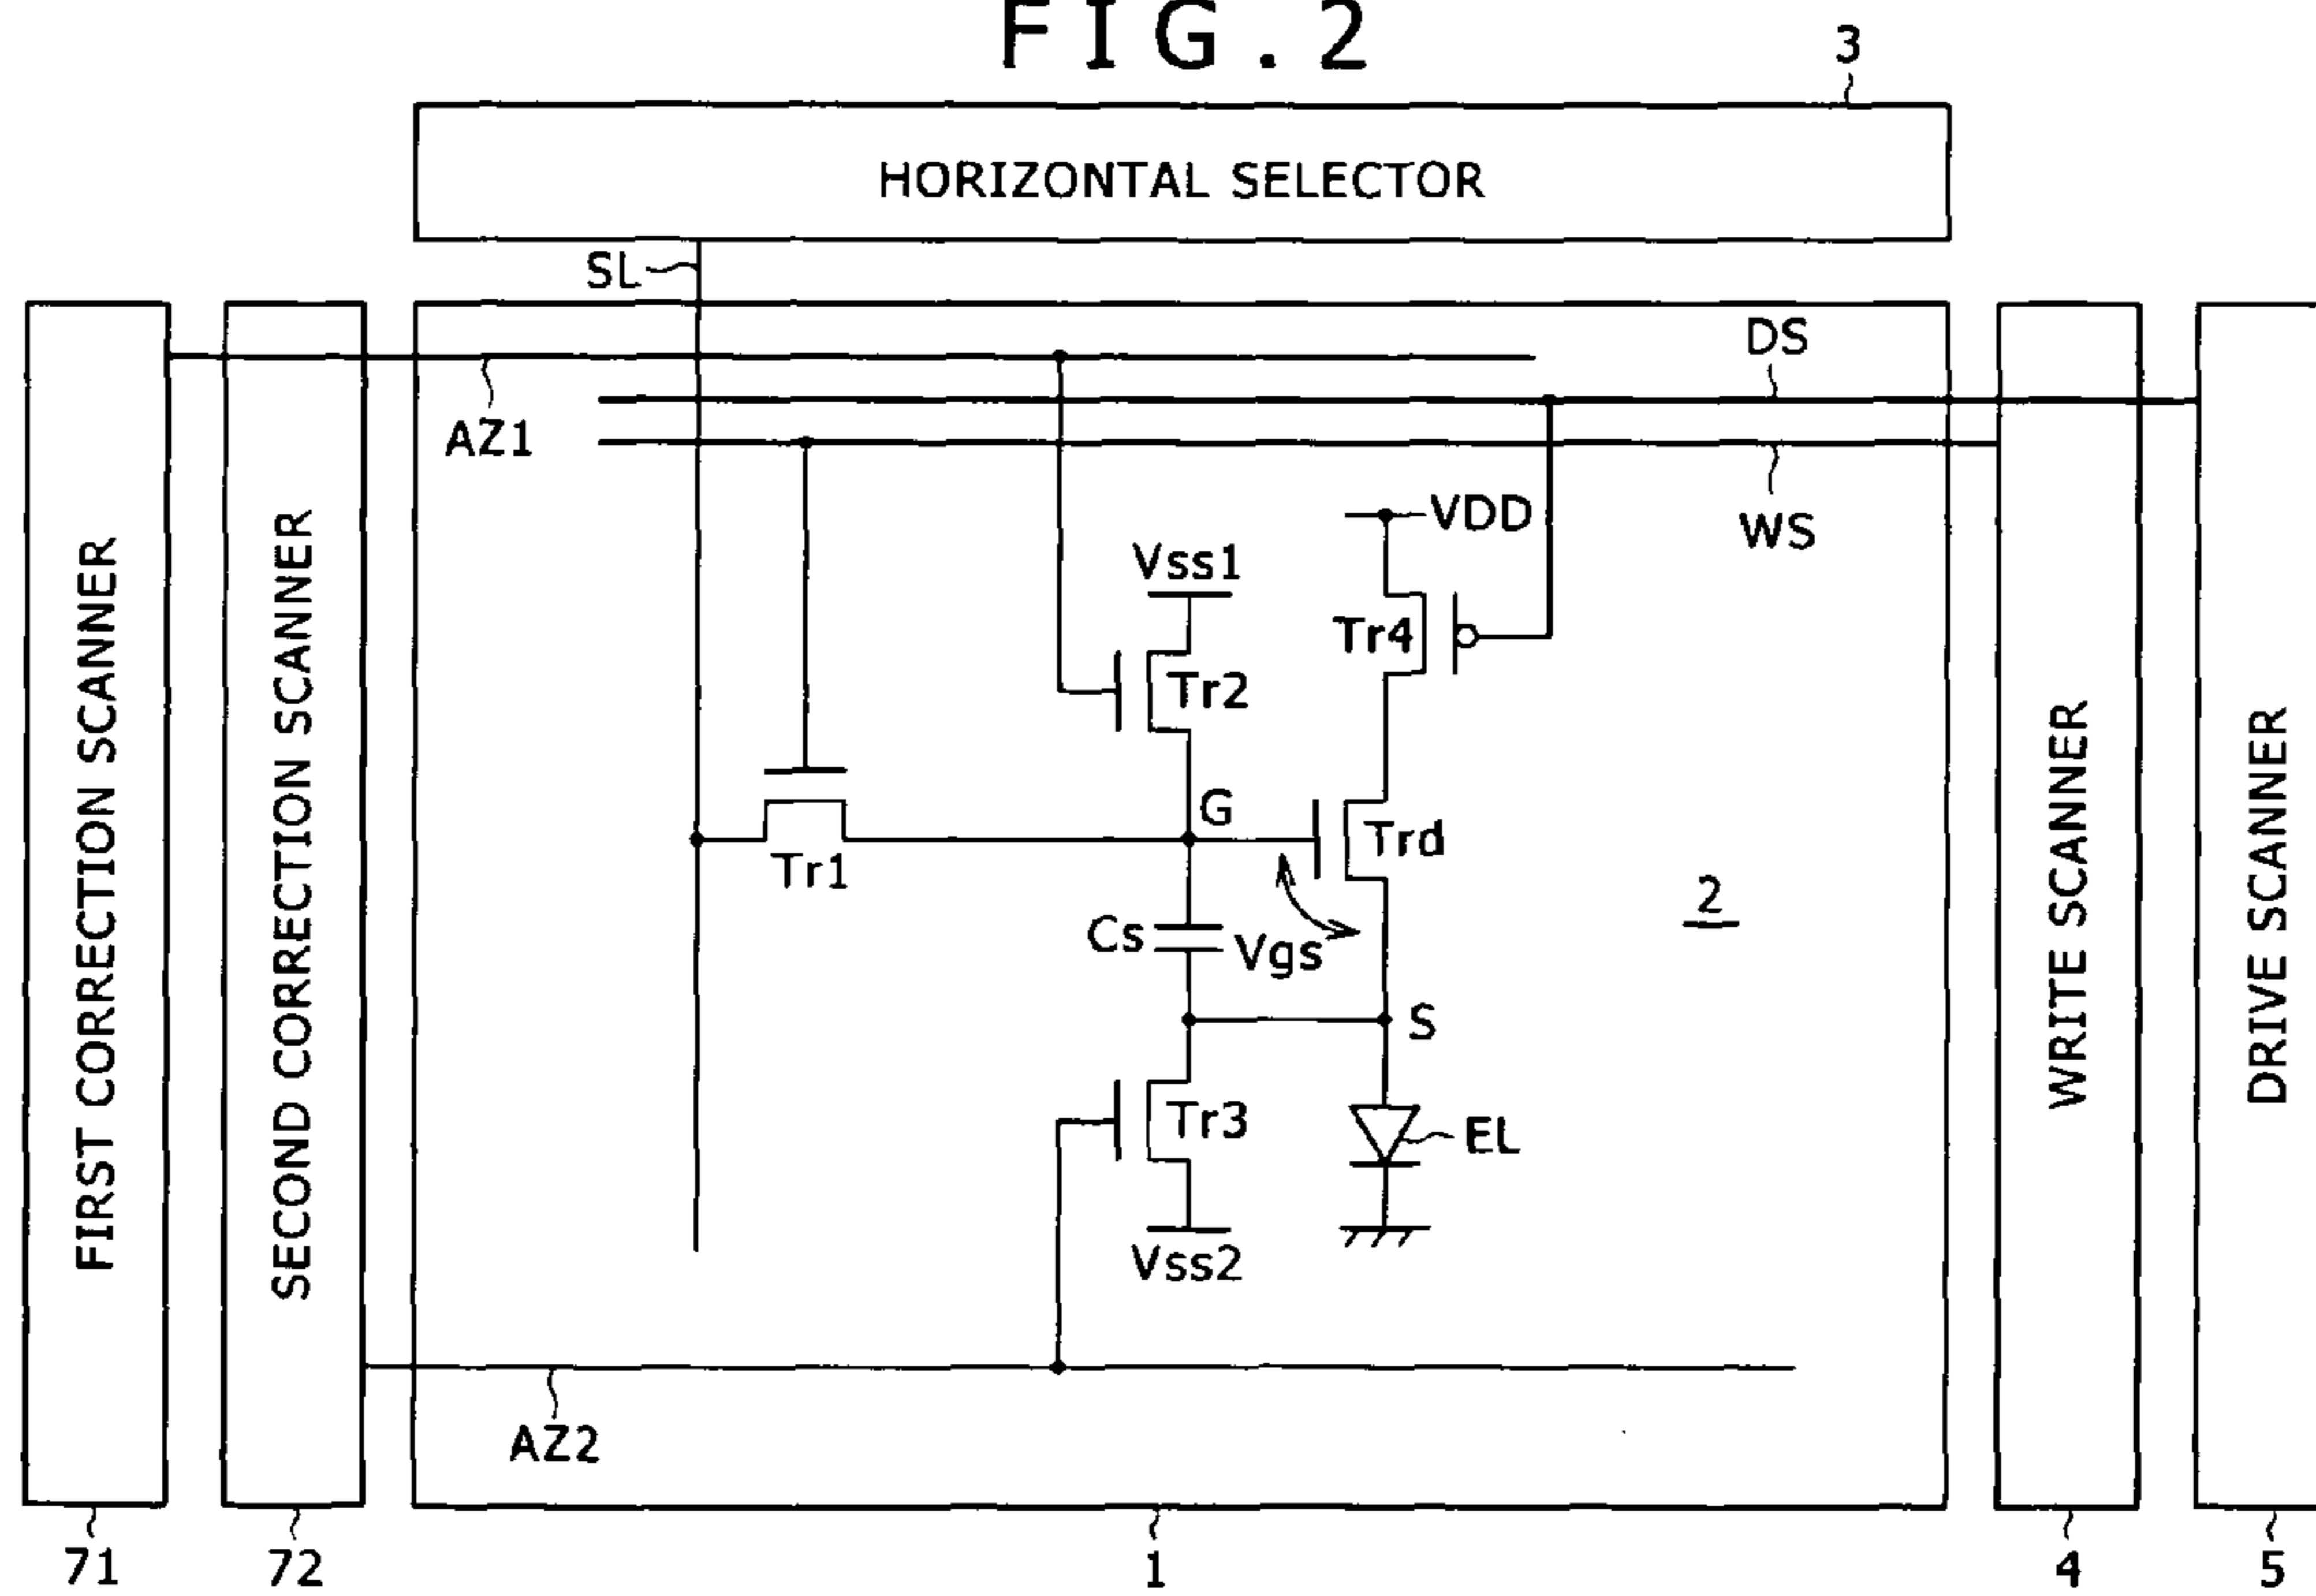 FIG.2
3
HORIZONTAL SELECTOR
SL
DS
AZ1
VDD
WS
Vss1
Tr4
Tr2
G
Trd
Tr1
2
Cs
Vgs
S
Tr3
EL
Vss2
AZ2
FIRST CORRECTION SCANNER
SECOND CORRECTION SCANNER
WRITE SCANNER
DRIVE SCANNER
71
72
1
4
5